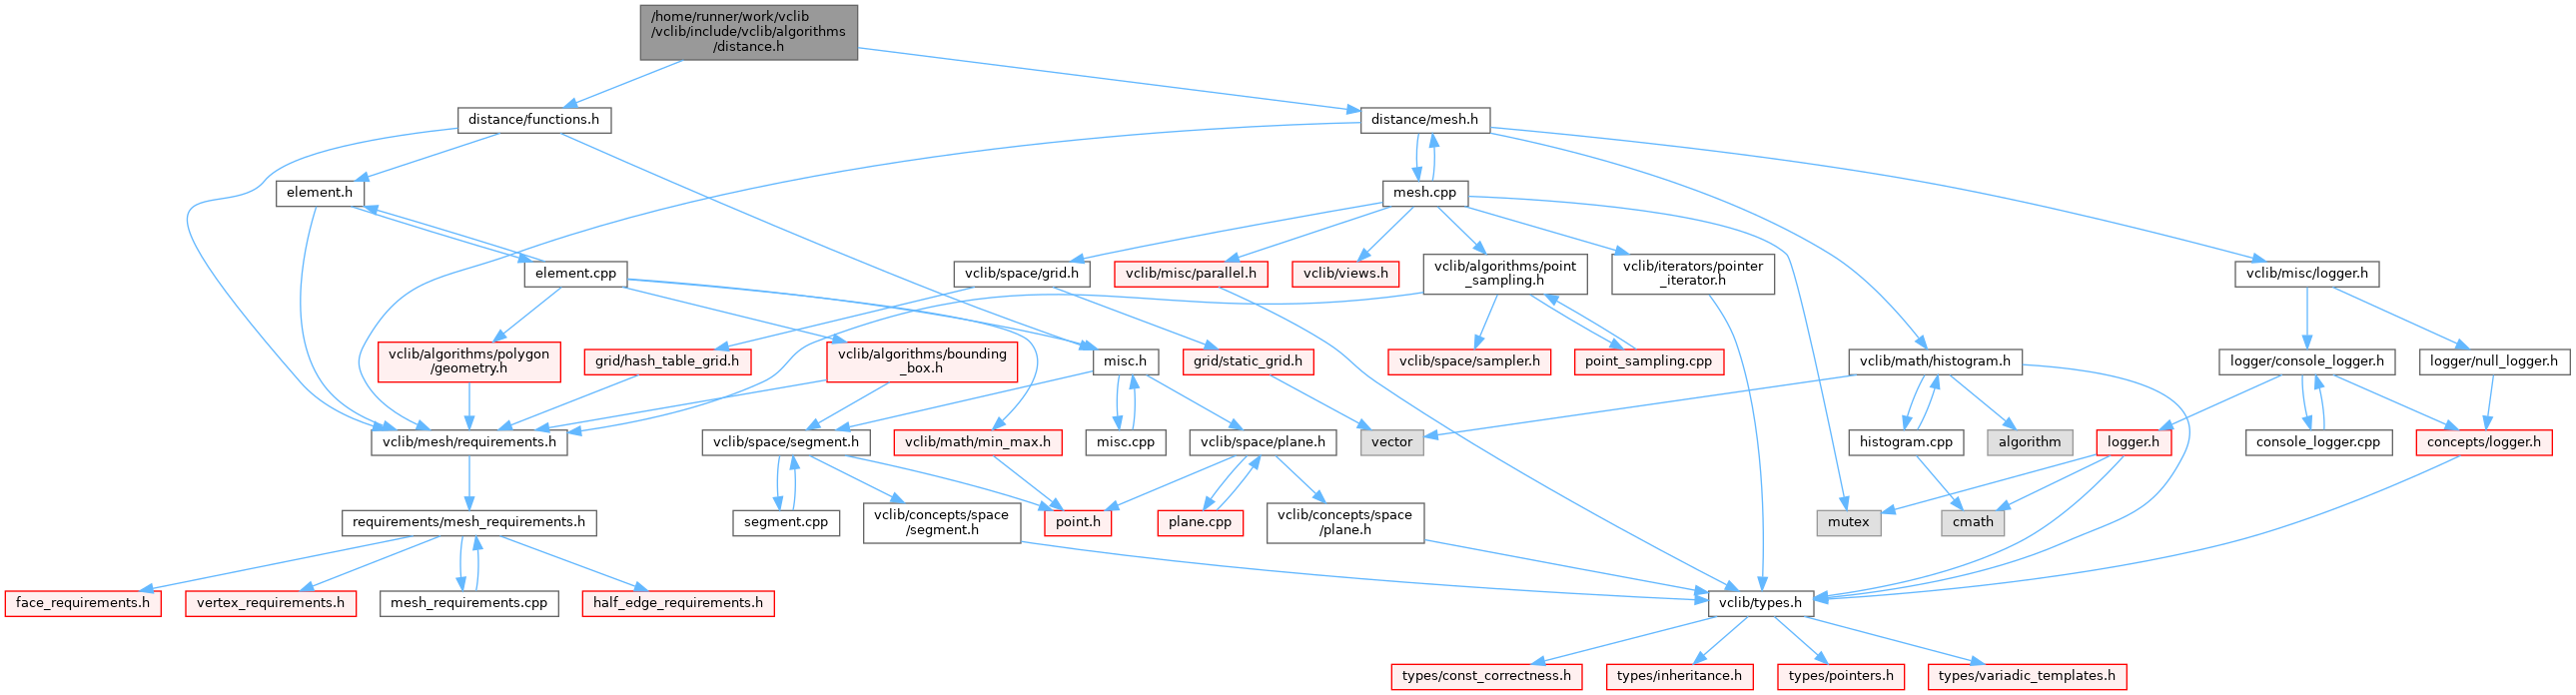 /home/runner/work/vclib
/vclib/include/vclib/algorithms
/distance.h
distance/functions.h
distance/mesh.h
element.h
mesh.cpp
element.cpp
vclib/space/grid.h
vclib/misc/parallel.h
vclib/views.h
vclib/algorithms/point
_sampling.h
vclib/iterators/pointer
_iterator.h
vclib/misc/logger.h
vclib/algorithms/polygon
/geometry.h
grid/hash_table_grid.h
vclib/algorithms/bounding
_box.h
misc.h
grid/static_grid.h
vclib/space/sampler.h
point_sampling.cpp
vclib/math/histogram.h
logger/console_logger.h
logger/null_logger.h
vclib/mesh/requirements.h
vclib/space/segment.h
vclib/math/min_max.h
misc.cpp
vclib/space/plane.h
vector
histogram.cpp
algorithm
logger.h
console_logger.cpp
concepts/logger.h
requirements/mesh_requirements.h
segment.cpp
vclib/concepts/space
/segment.h
point.h
plane.cpp
vclib/concepts/space
/plane.h
mutex
cmath
face_requirements.h
vertex_requirements.h
mesh_requirements.cpp
half_edge_requirements.h
vclib/types.h
types/const_correctness.h
types/inheritance.h
types/pointers.h
types/variadic_templates.h